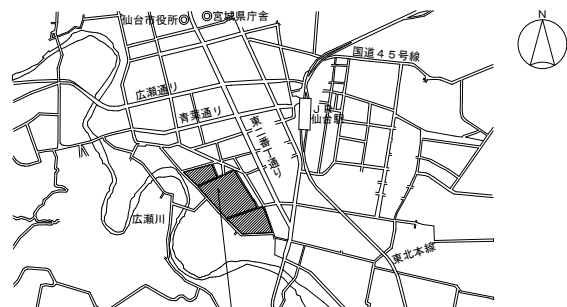 仙台市役所◎ ◎宮城県庁舎
N
国道45号線
広瀬通り
青葉通り
JR
仙台駅
東二番丁通り
広瀬川
東北本線